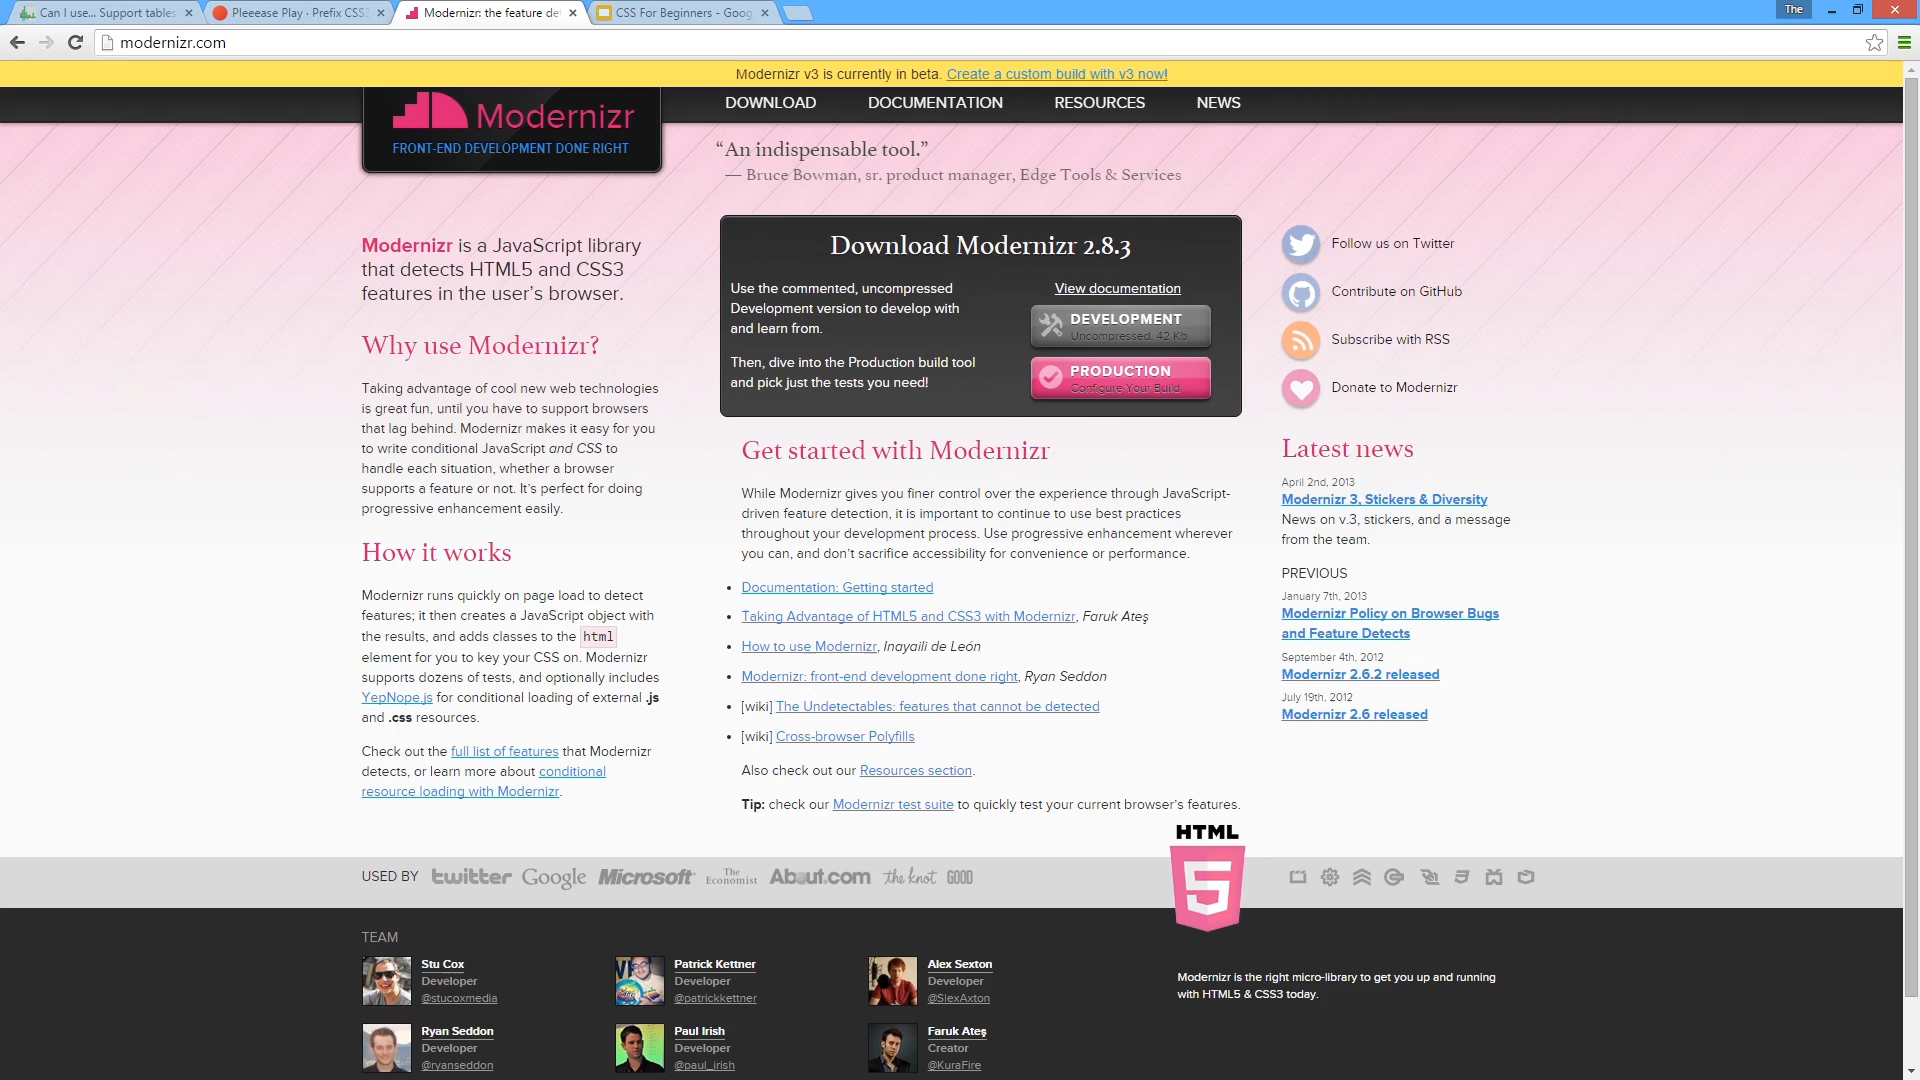 Can I use... Support tables
Pleeease Play · Prefix CSS
Modernizr: the feature de
CSS For Beginners - Goog
The
modernizr.com
Modernizr v3 is currently in beta. Create a custom build with v3 now!
Modernizr
FRONT-END DEVELOPMENT DONE RIGHT
DOWNLOAD
DOCUMENTATION
RESOURCES
NEWS
“An indispensable tool.”
— Bruce Bowman, sr. product manager, Edge Tools & Services
Modernizr is a JavaScript library
that detects HTML5 and CSS3
features in the user’s browser.
Why use Modernizr?
Taking advantage of cool new web technologies
is great fun, until you have to support browsers
that lag behind. Modernizr makes it easy for you
to write conditional JavaScript and CSS to
handle each situation, whether a browser
supports a feature or not. It’s perfect for doing
progressive enhancement easily.
How it works
Modernizr runs quickly on page load to detect
features; it then creates a JavaScript object with
the results, and adds classes to the html
element for you to key your CSS on. Modernizr
supports dozens of tests, and optionally includes
YepNope.js for conditional loading of external .js
and .css resources.
Check out the full list of features that Modernizr
detects, or learn more about conditional
resource loading with Modernizr.
Download Modernizr 2.8.3
Use the commented, uncompressed
Development version to develop with
and learn from.
Then, dive into the Production build tool
and pick just the tests you need!
View documentation
DEVELOPMENT
Uncompressed, 42 Kb
PRODUCTION
Configure Your Build
Get started with Modernizr
While Modernizr gives you finer control over the experience through JavaScript-
driven feature detection, it is important to continue to use best practices
throughout your development process. Use progressive enhancement wherever
you can, and don’t sacrifice accessibility for convenience or performance.
• Documentation: Getting started
• Taking Advantage of HTML5 and CSS3 with Modernizr, Faruk Ateş
• How to use Modernizr, Inayaili de León
• Modernizr: front-end development done right, Ryan Seddon
• [wiki] The Undetectables: features that cannot be detected
• [wiki] Cross-browser Polyfills
Also check out our Resources section.
Tip: check our Modernizr test suite to quickly test your current browser’s features.
Follow us on Twitter
Contribute on GitHub
Subscribe with RSS
Donate to Modernizr
Latest news
April 2nd, 2013
Modernizr 3, Stickers & Diversity
News on v.3, stickers, and a message
from the team.
PREVIOUS
January 7th, 2013
Modernizr Policy on Browser Bugs
and Feature Detects
September 4th, 2012
Modernizr 2.6.2 released
July 19th, 2012
Modernizr 2.6 released
USED BY twitter Google Microsoft The Economist About.com the knot GOOD
HTML
5
TEAM
Stu Cox
Developer
@stucoxmedia
Patrick Kettner
Developer
@patrickkettner
Alex Sexton
Developer
@SlexAxton
Ryan Seddon
Developer
@ryanseddon
Paul Irish
Developer
@paul_irish
Faruk Ateş
Creator
@KuraFire
Modernizr is the right micro-library to get you up and running
with HTML5 & CSS3 today.